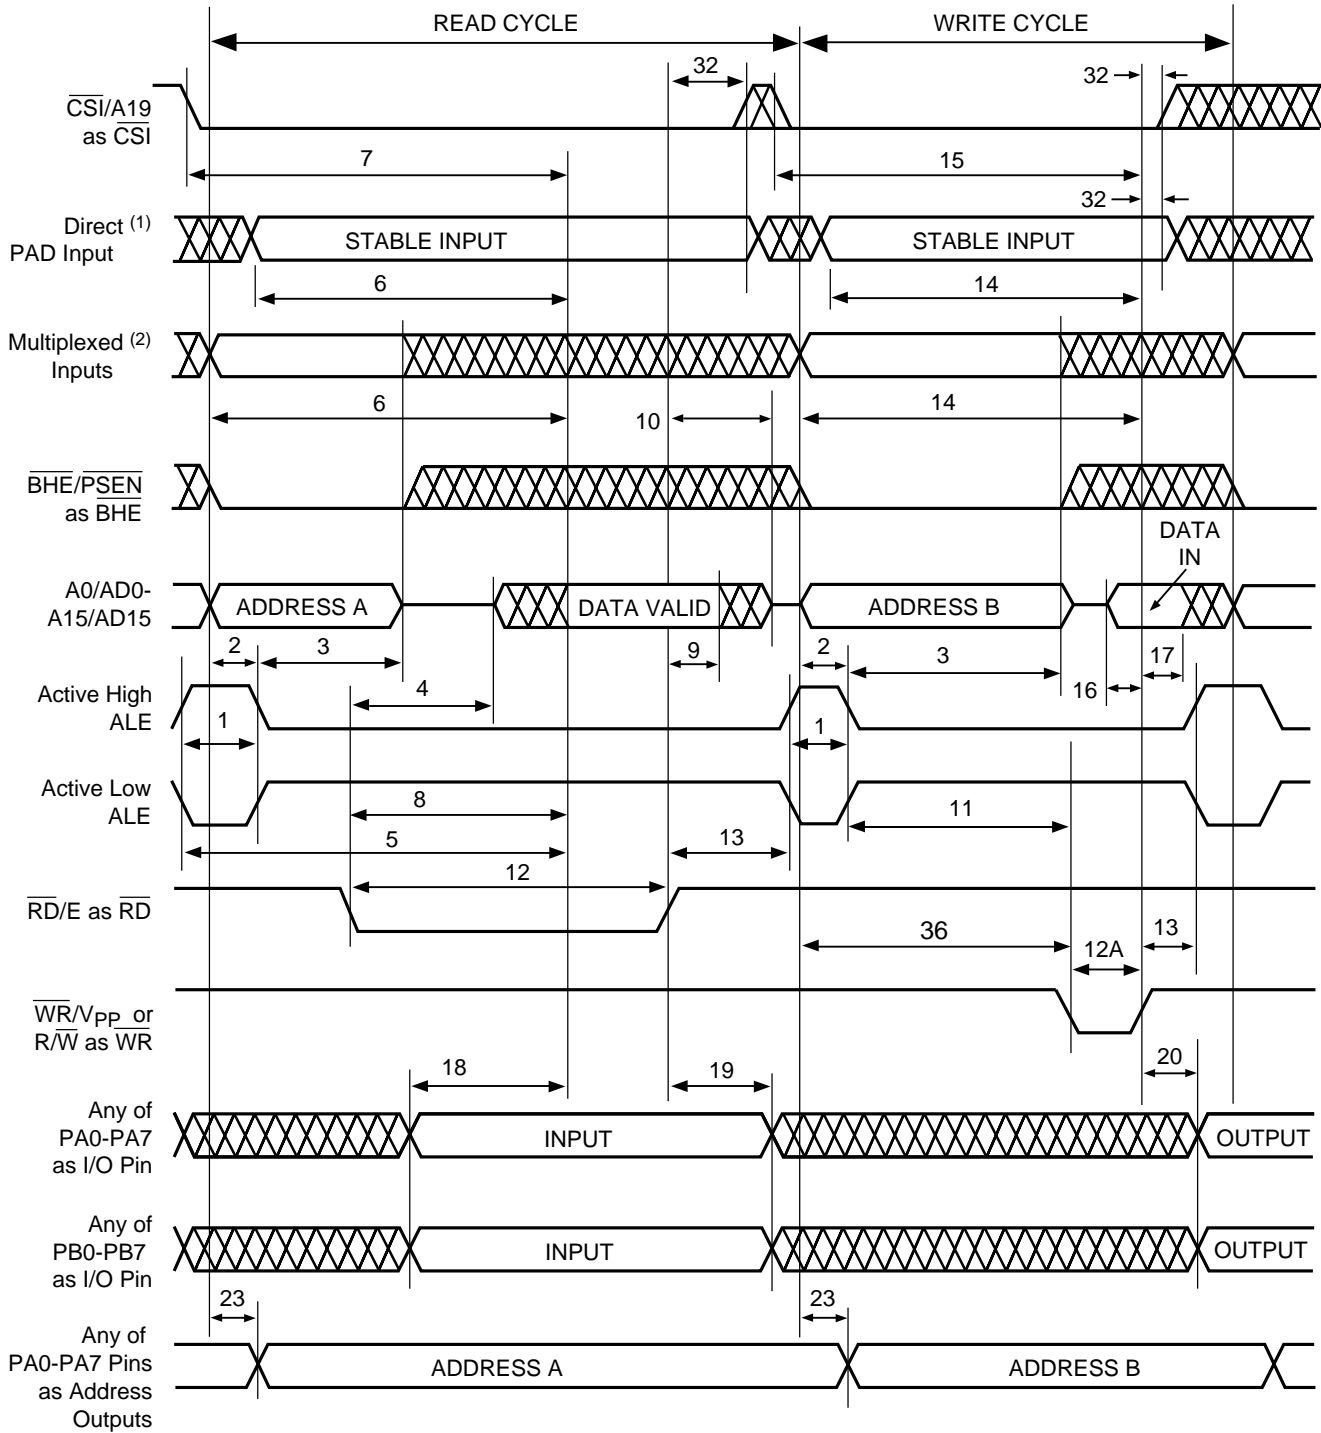 READ CYCLE
WRITE CYCLE
32
32
CSI/A19
as CSI
7
15
32
Direct (1)
PAD Input
STABLE INPUT
STABLE INPUT
6
14
Multiplexed (2)
Inputs
6
10
14
BHE/PSEN
as BHE
DATA
IN
A0/AD0-
A15/AD15
ADDRESS A
DATA VALID
ADDRESS B
2
3
9
2
3
17
4
16
Active High
ALE
1
1
Active Low
ALE
8
11
5
13
12
RD/E as RD
36
13
12A
WR/VPP or
R/W as WR
18
19
20
Any of
PA0-PA7
as I/O Pin
INPUT
OUTPUT
Any of
PB0-PB7
as I/O Pin
INPUT
OUTPUT
23
23
Any of
PA0-PA7 Pins
as Address
Outputs
ADDRESS A
ADDRESS B